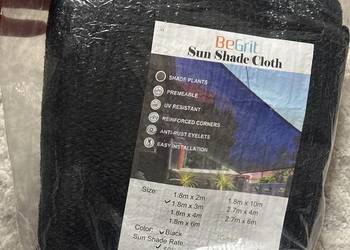 BeGrit
Sun Shade Cloth
SHADE PLANTS
PREMEABLE
UV RESISTANT
REINFORCED CORNERS
ANTI-RUST EYELETS
EASY INSTALLATION
Size: 1.8m x 2m 1.8m x 10m
✓1.8m x 3m 2.7m x 4m
1.8m x 4m 2.7m x 6m
1.8m x 6m
Color: ✓Black
Sun Shade Rate: